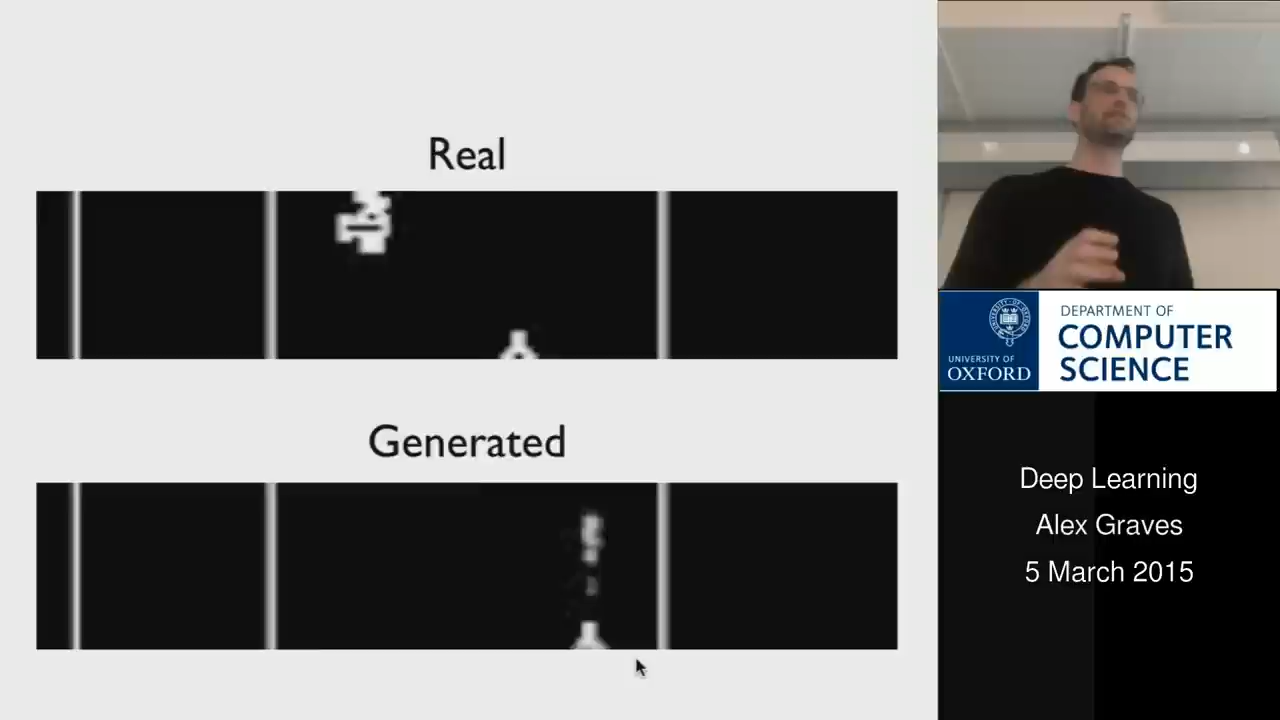 Real
Generated
UNIVERSITY OF
OXFORD
DEPARTMENT OF
COMPUTER
SCIENCE
Deep Learning
Alex Graves
5 March 2015